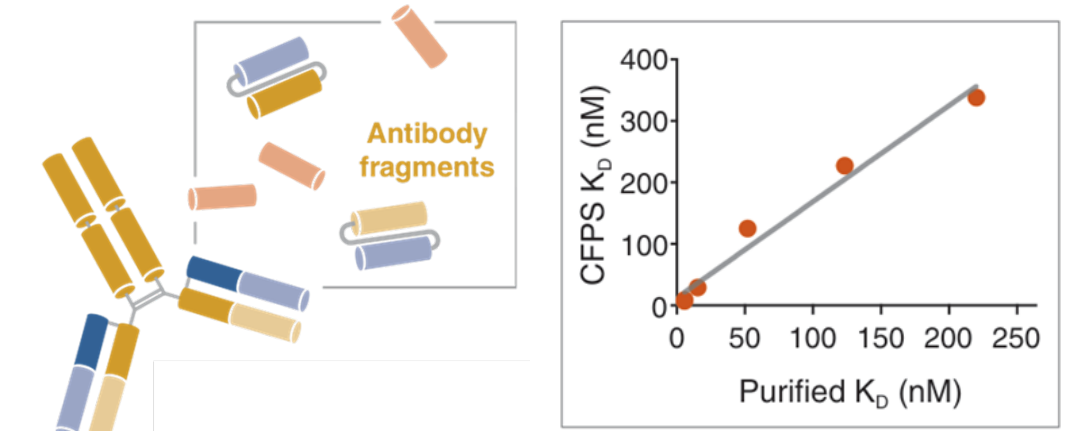 Antibody
fragments
CFPS K_D (nM)
400
300
200
100
0
0 50 100 150 200 250
Purified K_D (nM)